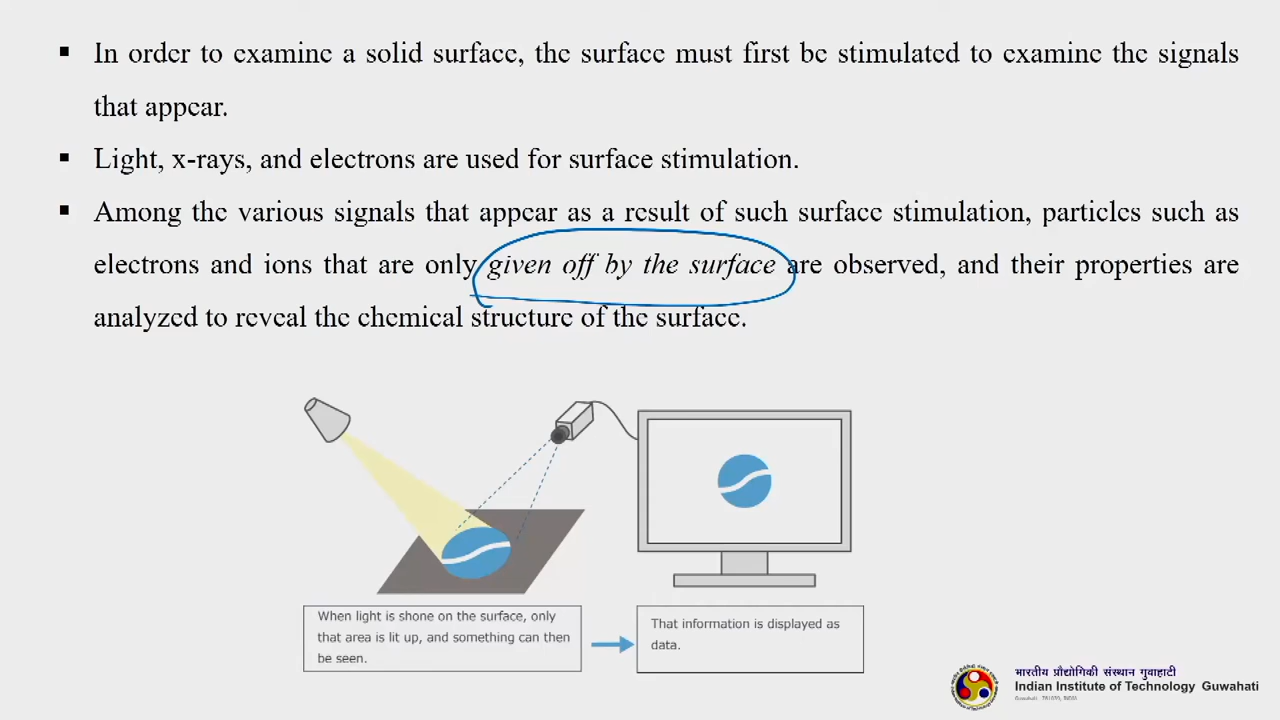 ▪ In order to examine a solid surface, the surface must first be stimulated to examine the signals
that appear.
▪ Light, x-rays, and electrons are used for surface stimulation.
▪ Among the various signals that appear as a result of such surface stimulation, particles such as
electrons and ions that are only given off by the surface are observed, and their properties are
analyzed to reveal the chemical structure of the surface.
When light is shone on the surface, only
that area is lit up, and something can then
be seen.
That information is displayed as
data.
भारतीय प्रौद्योगिकी संस्थान गुवाहाटी
Indian Institute of Technology Guwahati
Guwahati - 781039, INDIA